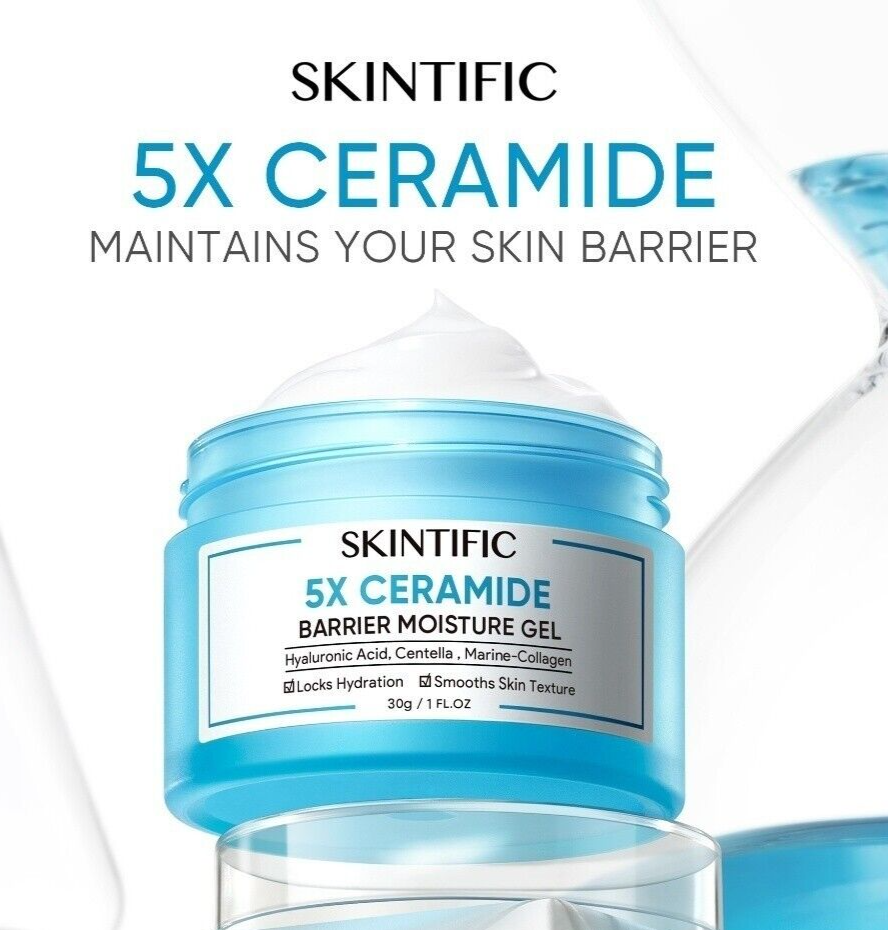 SKINTIFIC
5X CERAMIDE
MAINTAINS YOUR SKIN BARRIER
SKINTIFIC
5X CERAMIDE
BARRIER MOISTURE GEL
Hyaluronic Acid, Centella , Marine-Collagen
☑Locks Hydration ☑Smooths Skin Texture
30g / 1 FL.OZ